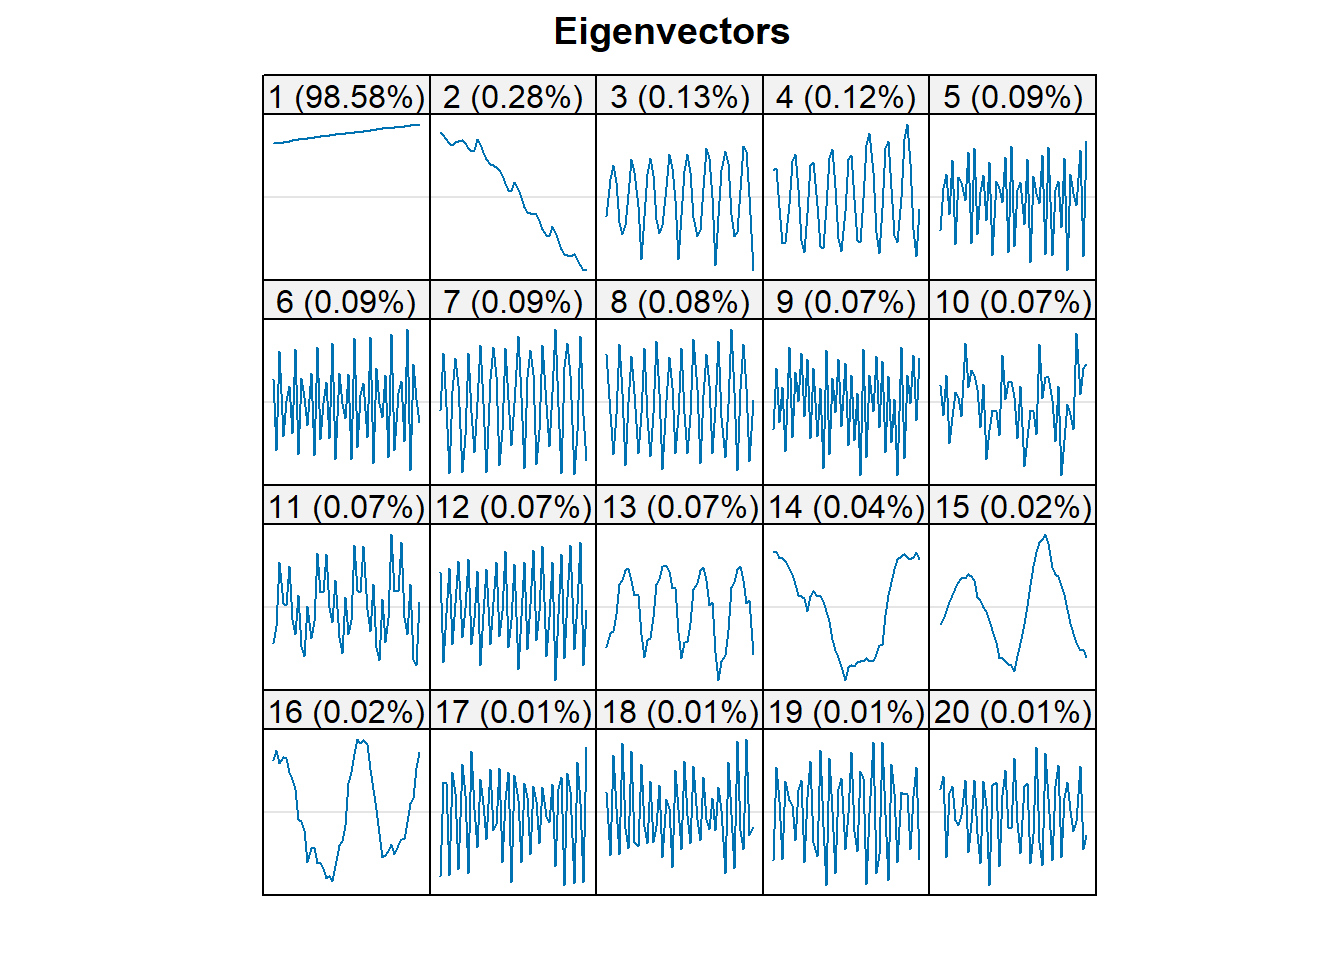 Eigenvectors
1 (98.58%) 2 (0.28%) 3 (0.13%) 4 (0.12%) 5 (0.09%)
6 (0.09%) 7 (0.09%) 8 (0.08%) 9 (0.07%) 10 (0.07%)
11 (0.07%) 12 (0.07%) 13 (0.07%) 14 (0.04%) 15 (0.02%)
16 (0.02%) 17 (0.01%) 18 (0.01%) 19 (0.01%) 20 (0.01%)